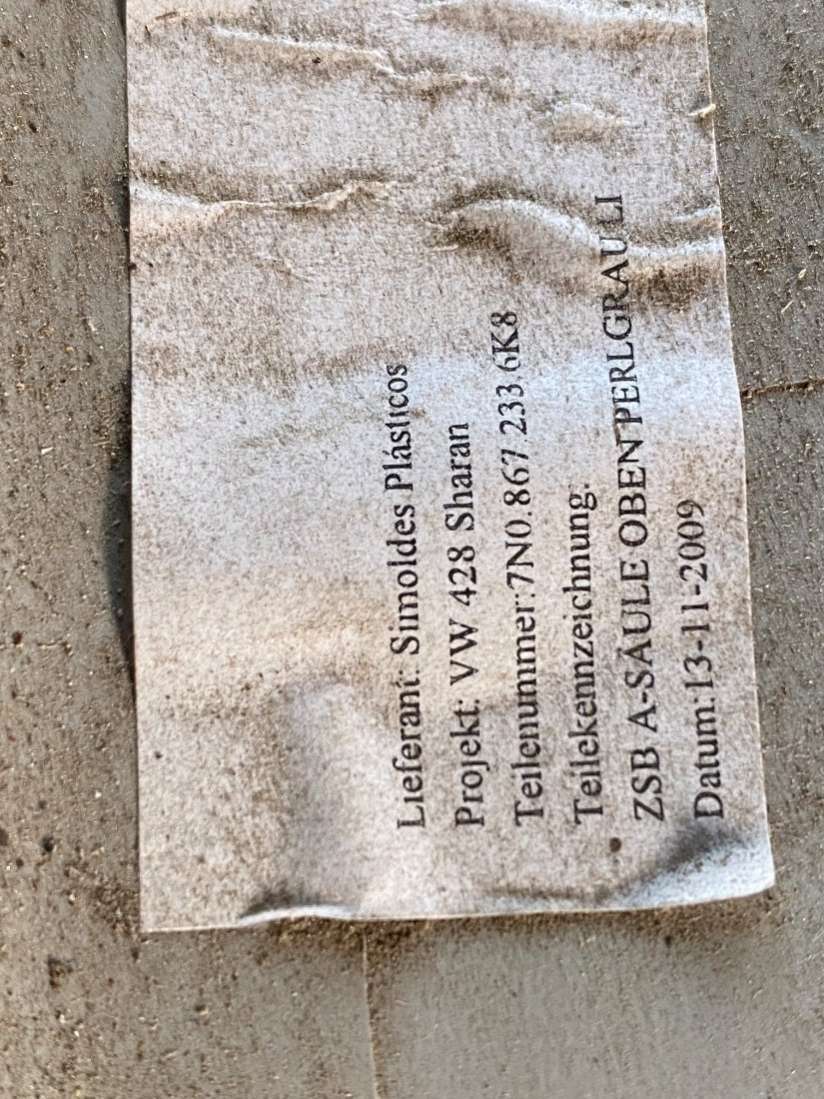 Lieferant: Simoldes Plásticos
Projekt: VW 428 Sharan
Teilenummer:7N0.867 233 6K8
Teilekennzeichnung:
ZSB A-SÄULE OBEN PERLGRAU LI
Datum:13-11-2009